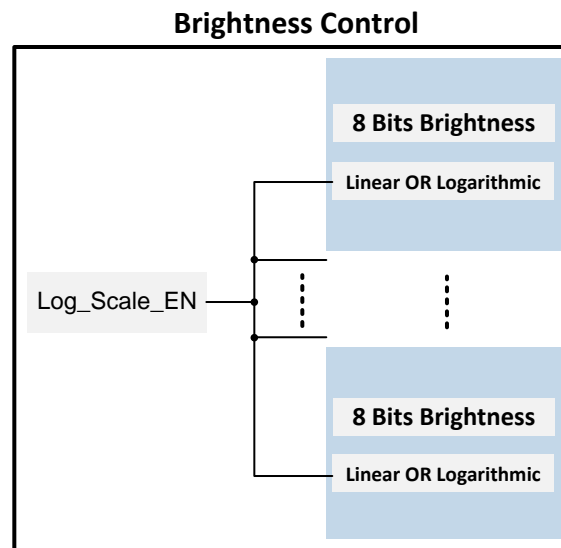 Brightness Control
8 Bits Brightness
Linear OR Logarithmic
Log_Scale_EN
8 Bits Brightness
Linear OR Logarithmic